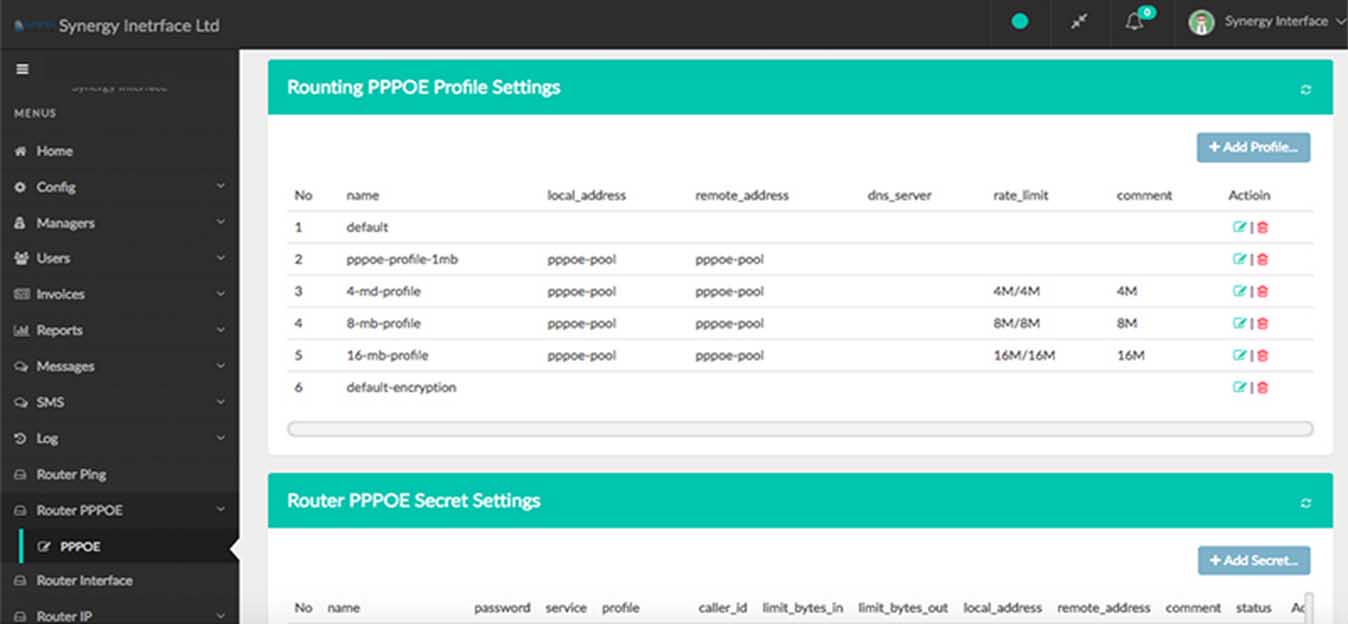 Synergy Inetrface Ltd
0
Synergy Interface
MENUS
Home
Config
Managers
Users
Invoices
Reports
Messages
SMS
Log
Router Ping
Router PPPOE
PPPOE
Router Interface
Router IP
Rounting PPPOE Profile Settings
+ Add Profile...
No name local_address remote_address dns_server rate_limit comment Actioin
1 default |
2 pppoe-profile-1mb pppoe-pool pppoe-pool |
3 4-md-profile pppoe-pool pppoe-pool 4M/4M 4M |
4 8-mb-profile pppoe-pool pppoe-pool 8M/8M 8M |
5 16-mb-profile pppoe-pool pppoe-pool 16M/16M 16M |
6 default-encryption |
Router PPPOE Secret Settings
+ Add Secret...
No name password service profile caller_id limit_bytes_in limit_bytes_out local_address remote_address comment status